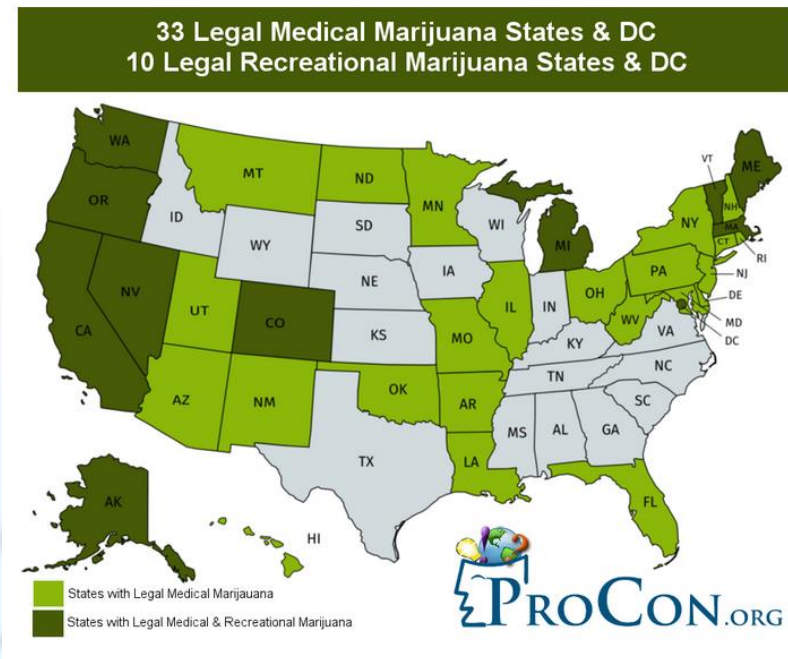 33 Legal Medical Marijuana States & DC
10 Legal Recreational Marijuana States & DC
WA
MT
ND
MN
OR
ID
WY
SD
WI
MI
VT
ME
NH
NY
MA
CT
RI
NV
UT
CO
NE
IA
IL
IN
OH
PA
NJ
DE
MD
DC
CA
KS
MO
KY
WV
VA
AZ
NM
OK
AR
TN
NC
SC
TX
LA
MS
AL
GA
FL
AK
HI
States with Legal Medical Marijauana
States with Legal Medical & Recreational Marijuana
PROCON.ORG